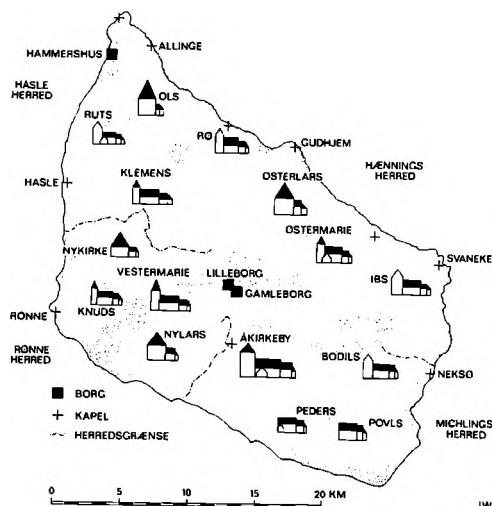 HAMMERSHUS
ALLINGE
HASLE
HERRED
OLS
RUTS
RØ
GUDHJEM
HÆNNINGS
HERRED
KLEMENS
HASLE
ØSTERLARS
ØSTERMARIE
SVANEKE
NYKIRKE
VESTERMARIE
LILLEBORG
GAMLEBORG
IBS
RØNNE
KNUDS
NYLARS
ÅKIRKEBY
BODILS
RØNNE
HERRED
NEKSØ
BORG
KAPEL
HERREDSGRÆNSE
PEDERS
POVLS
MICHLINGS
HERRED
0 5 10 15 20 KM